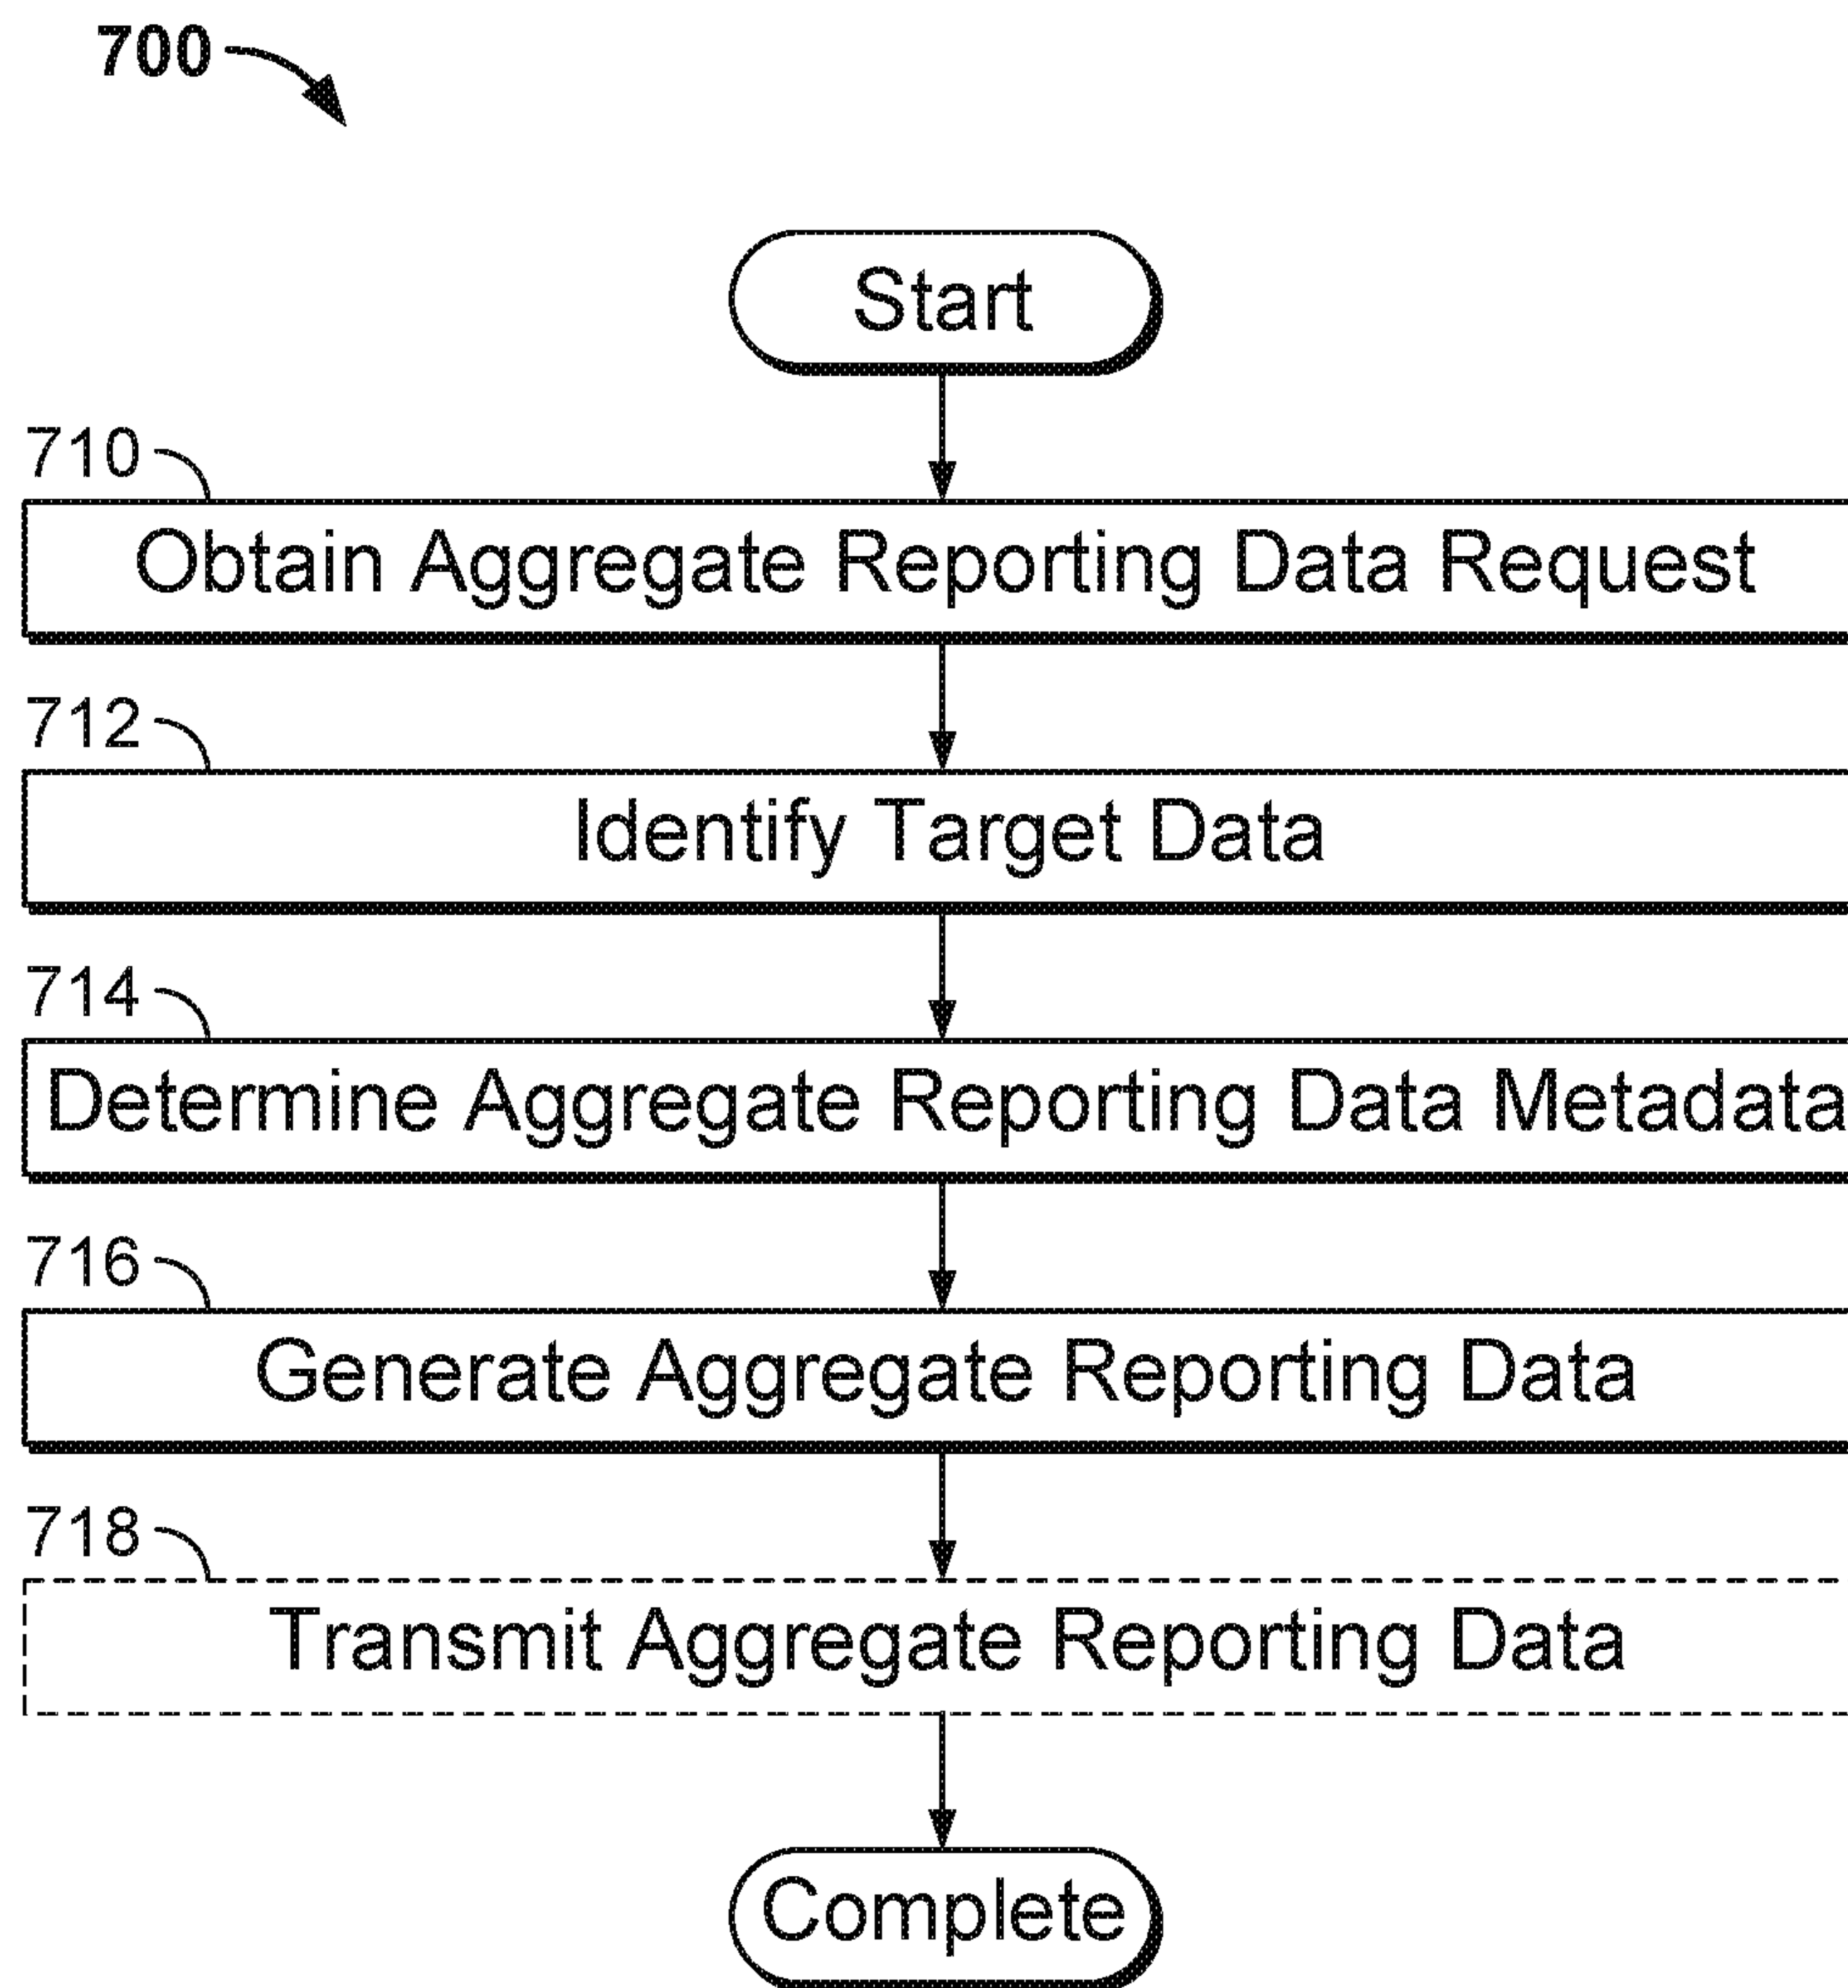 700
Start
710
Obtain Aggregate Reporting Data Request
712
Identify Target Data
714
Determine Aggregate Reporting Data Metadata
716
Generate Aggregate Reporting Data
718
Transmit Aggregate Reporting Data
Complete